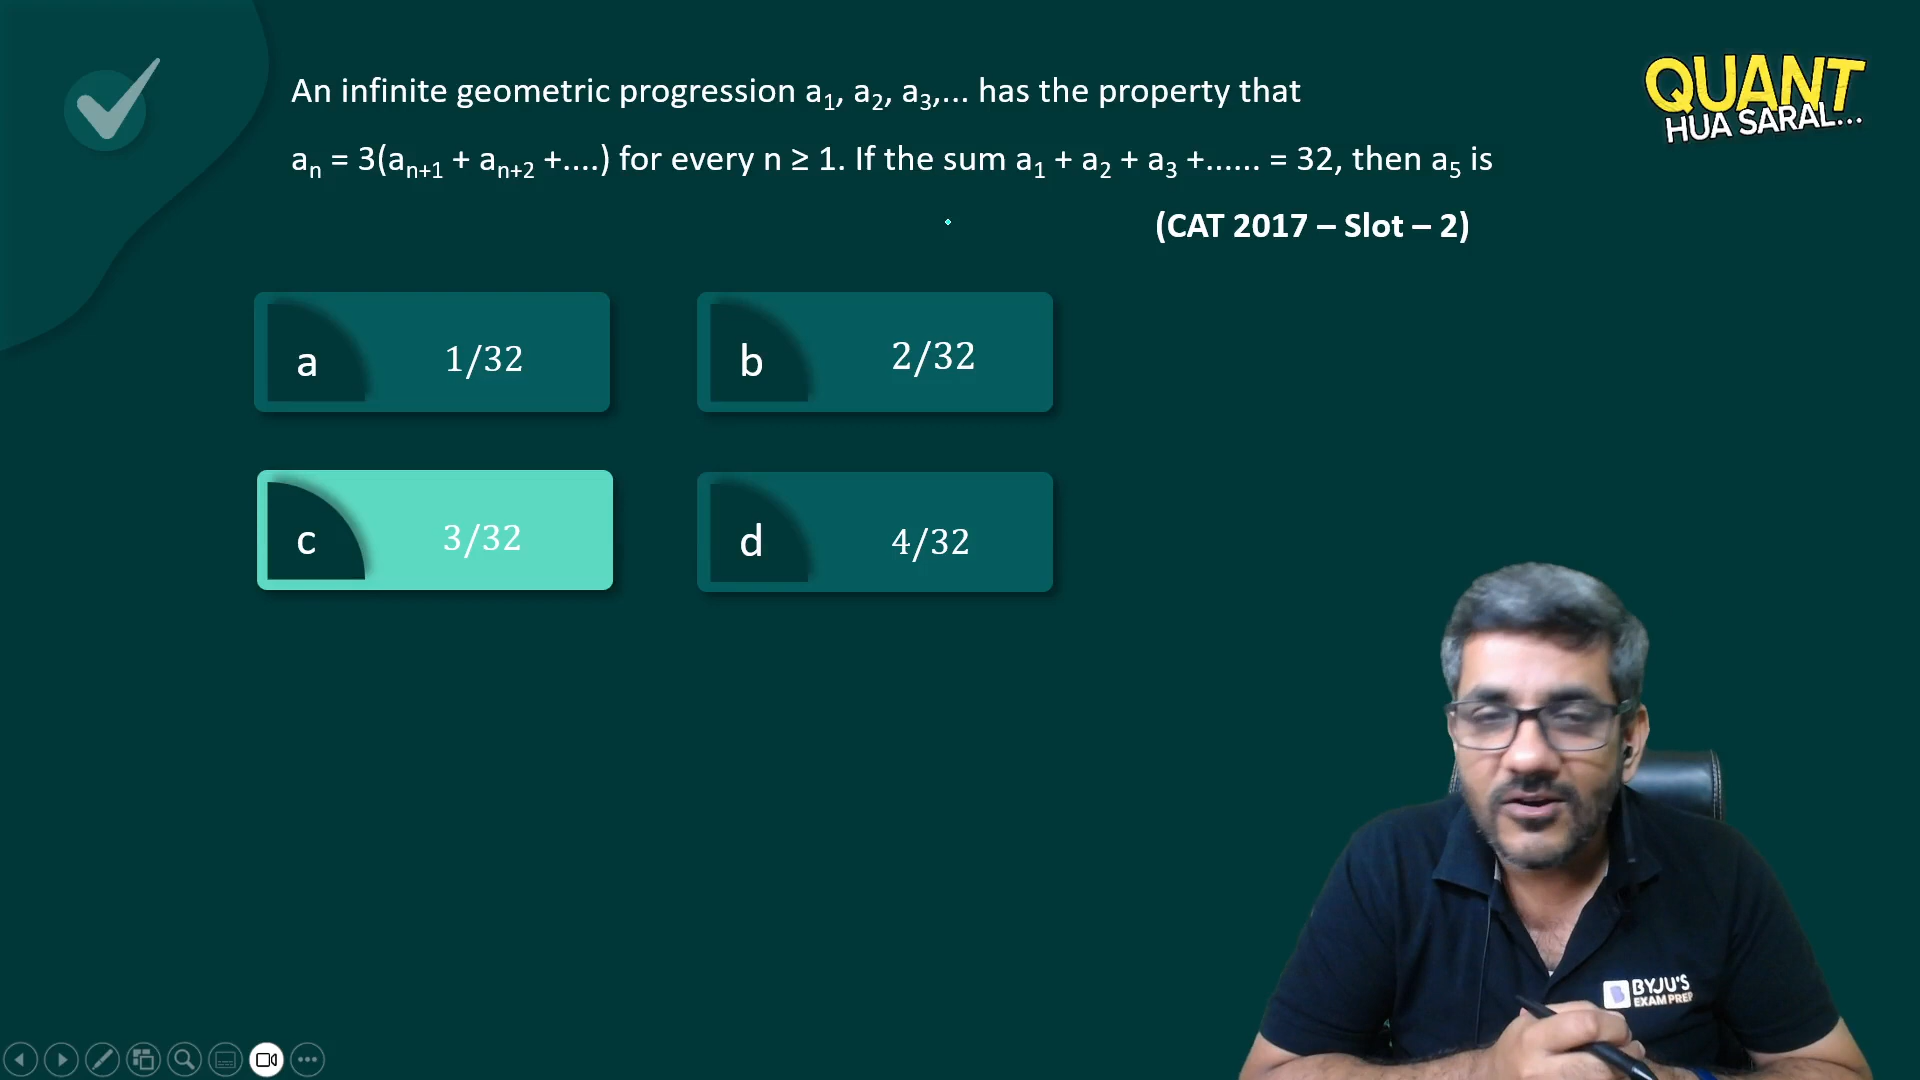 An infinite geometric progression a₁, a₂, a₃,... has the property that
aₙ = 3(aₙ₊₁ + aₙ₊₂ +....) for every n ≥ 1. If the sum a₁ + a₂ + a₃ +...... = 32, then a₅ is
(CAT 2017 – Slot – 2)
QUANT
HUA SARAL...
a 1/32
b 2/32
c 3/32
d 4/32
BYJU'S
EXAM PREP